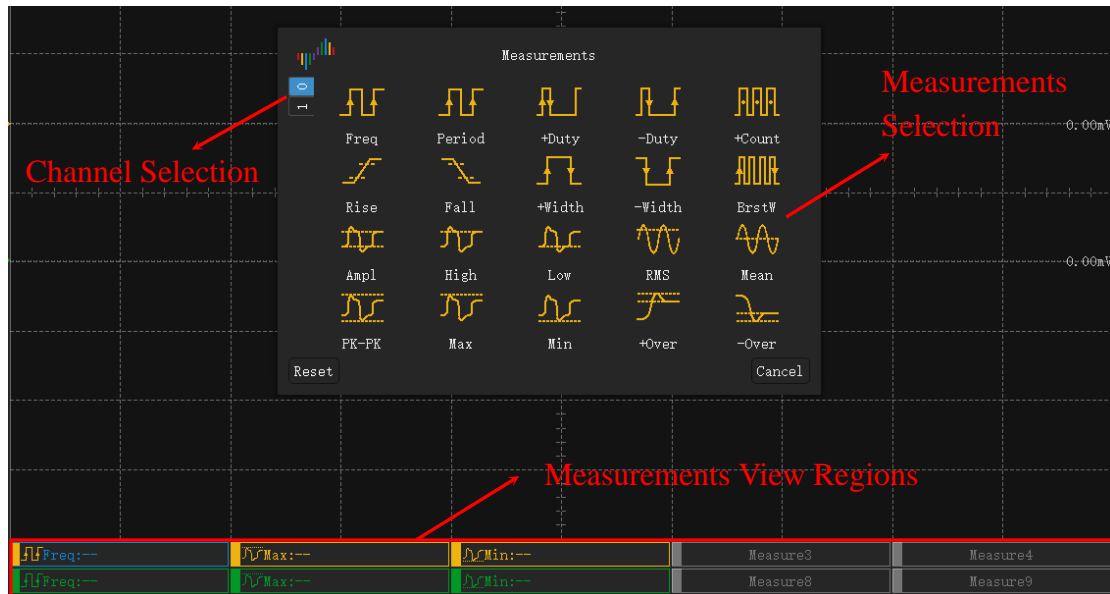 Measurements
0
1
Freq Period +Duty -Duty +Count
Measurements
Selection
0.00mV
Channel Selection
Rise Fall +Width -Width BrstW
Ampl High Low RMS Mean
0.00mV
PK-PK Max Min +Over -Over
Reset Cancel
Measurements View Regions
Freq:-- Max:-- Min:-- Measure3 Measure4
Freq:-- Max:-- Min:-- Measure8 Measure9